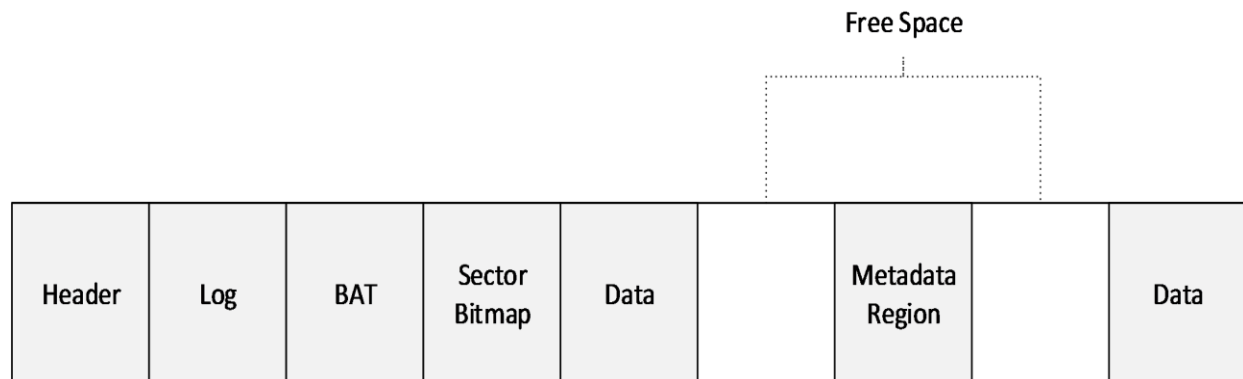 Free Space
Header
Log
BAT
Sector
Bitmap
Data
Metadata
Region
Data